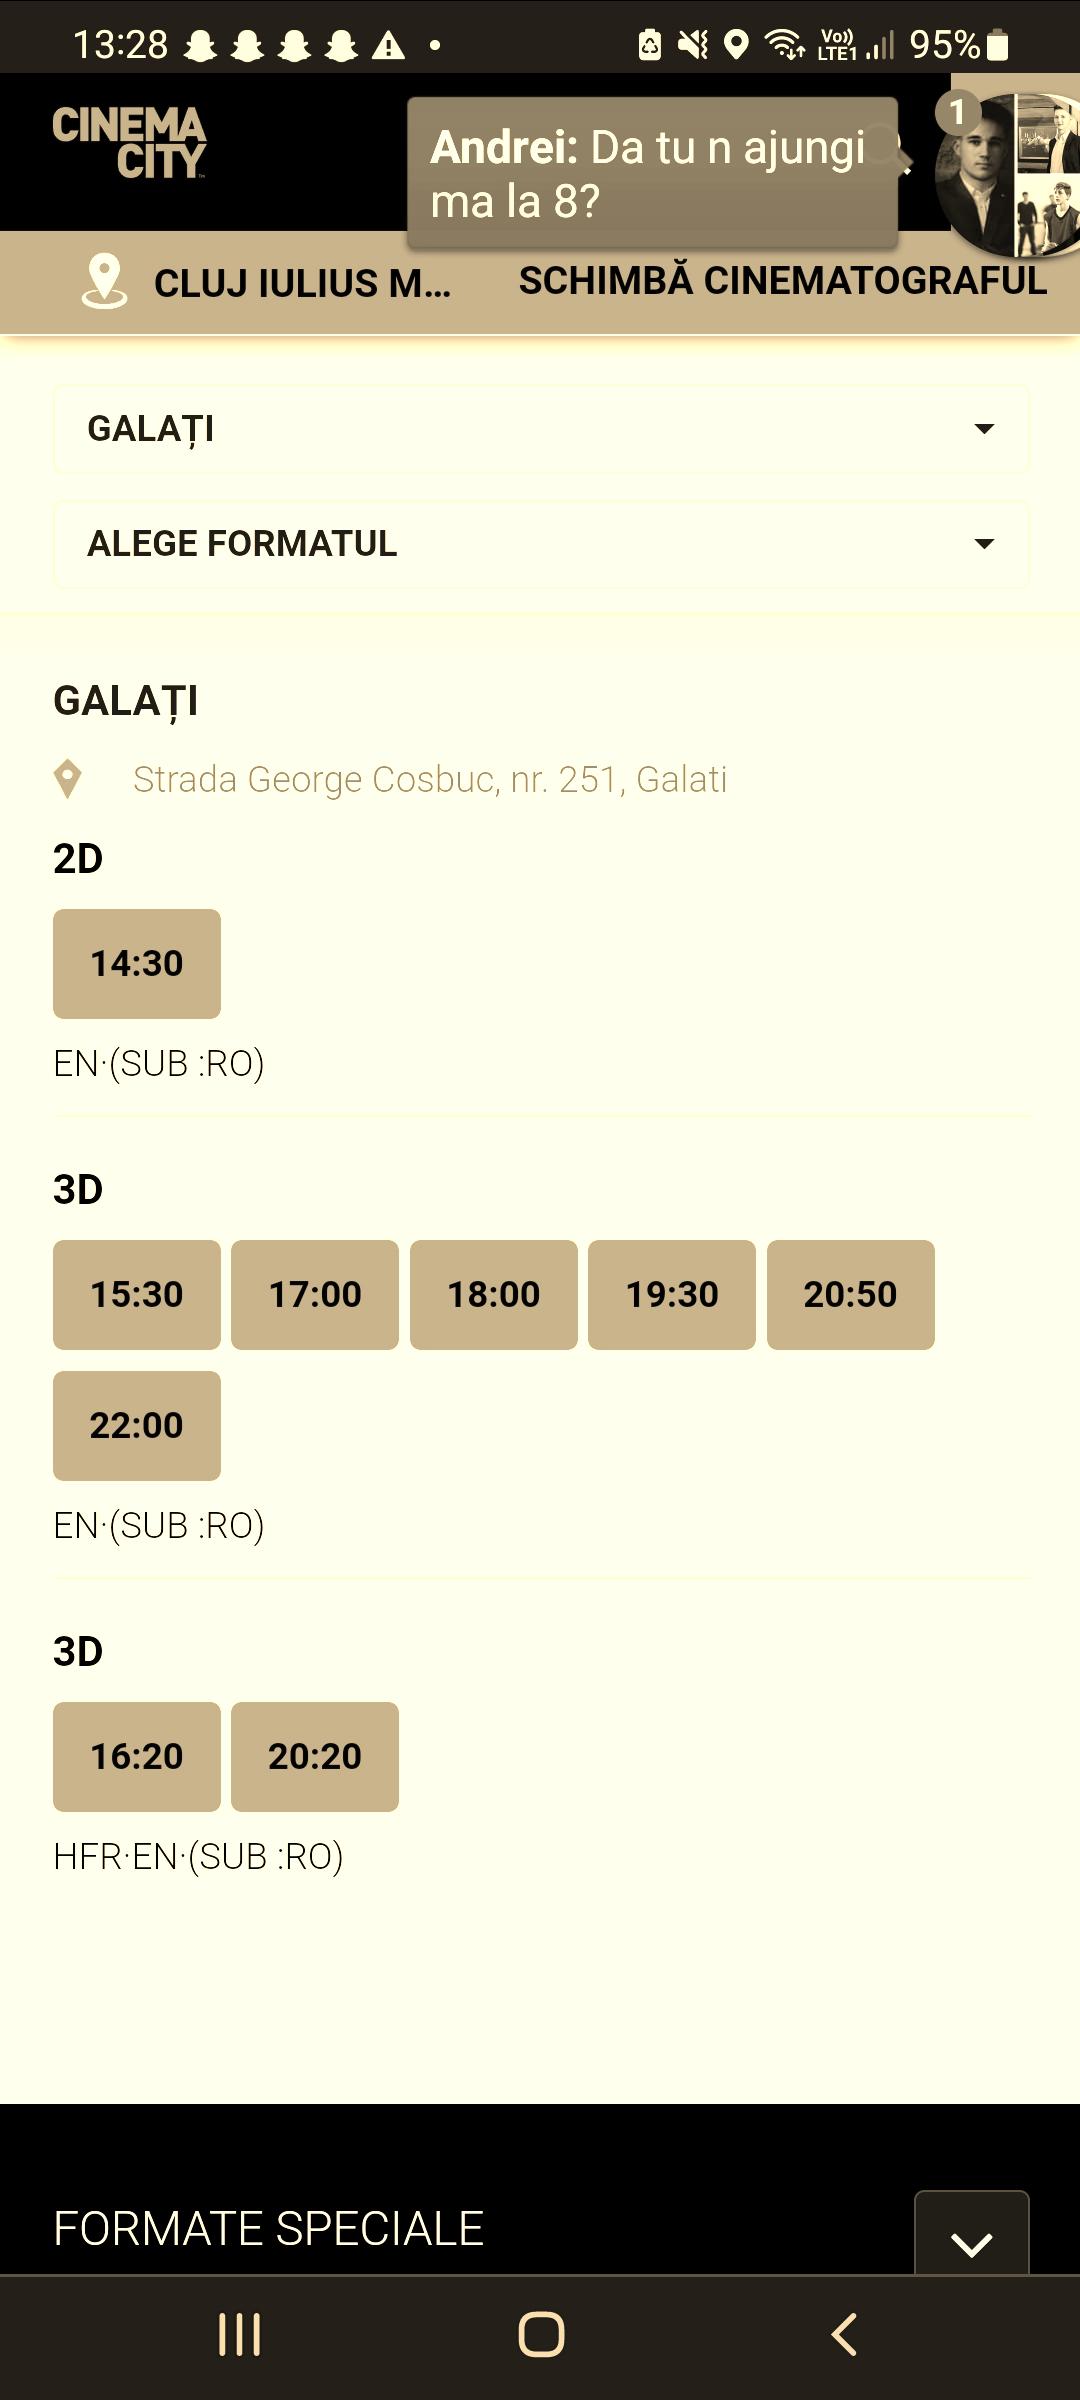 13:28
Vo)) LTE1 95%
CINEMA
CITY
1
Andrei: Da tu n ajungi
ma la 8?
CLUJ IULIUS M... SCHIMBĂ CINEMATOGRAFUL
GALAȚI
ALEGE FORMATUL
GALAȚI
Strada George Cosbuc, nr. 251, Galati
2D
14:30
EN·(SUB :RO)
3D
15:30 17:00 18:00 19:30 20:50
22:00
EN·(SUB :RO)
3D
16:20 20:20
HFR·EN·(SUB :RO)
FORMATE SPECIALE